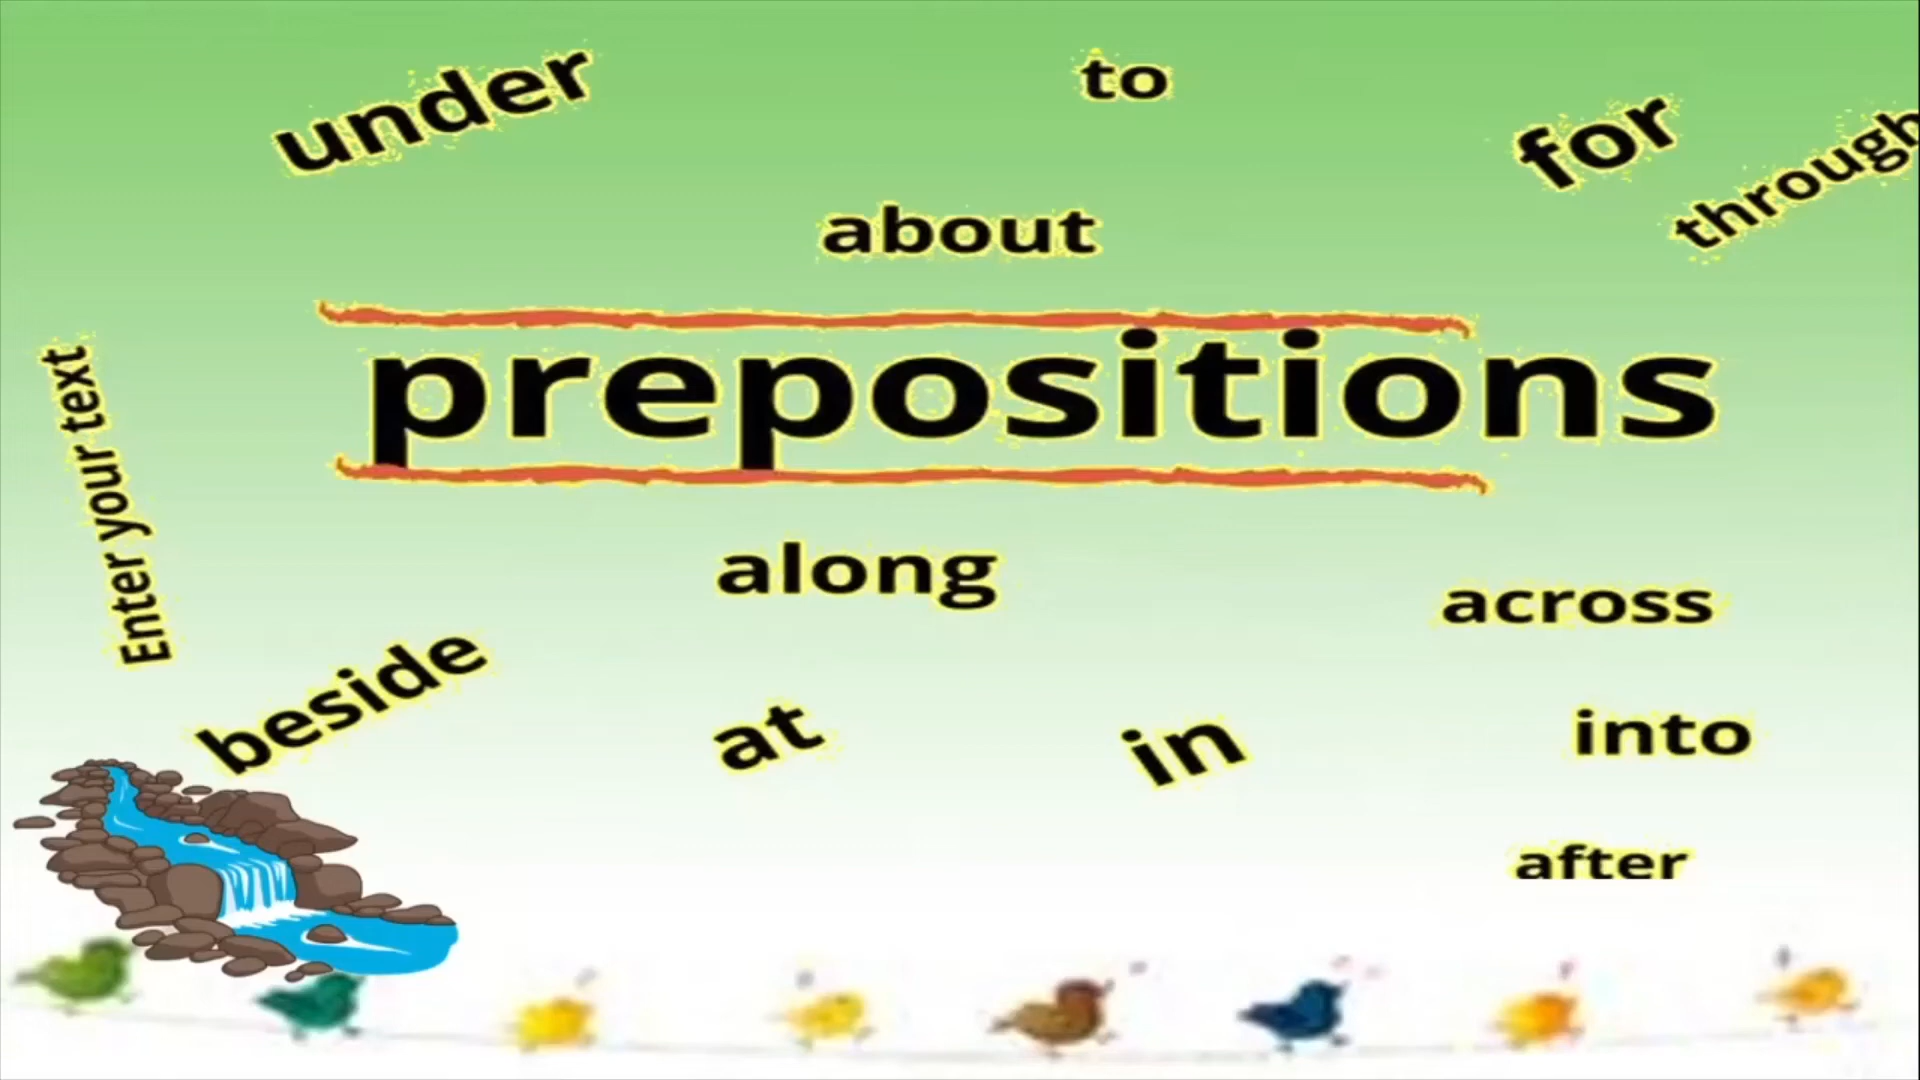 under
to
for
through
about
prepositions
Enter your text
along
across
beside
at
in
into
after